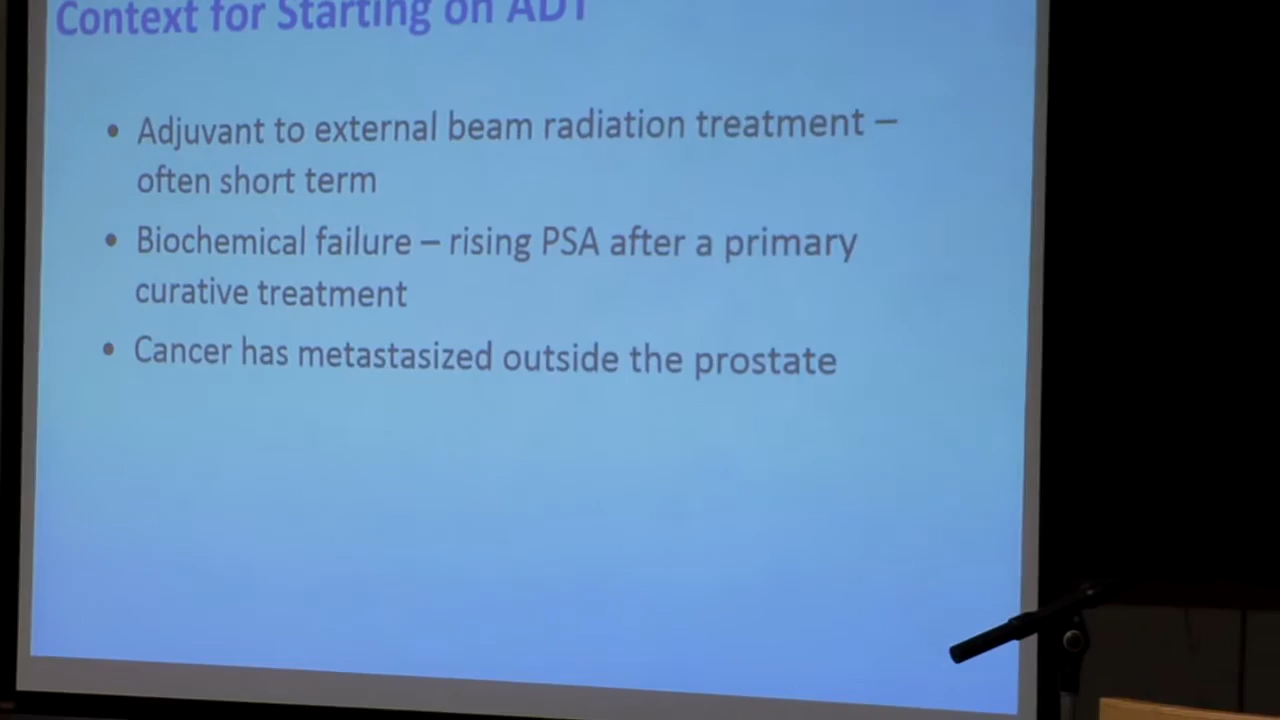 Context for Starting on ADT
• Adjuvant to external beam radiation treatment –
often short term
• Biochemical failure – rising PSA after a primary
curative treatment
• Cancer has metastasized outside the prostate